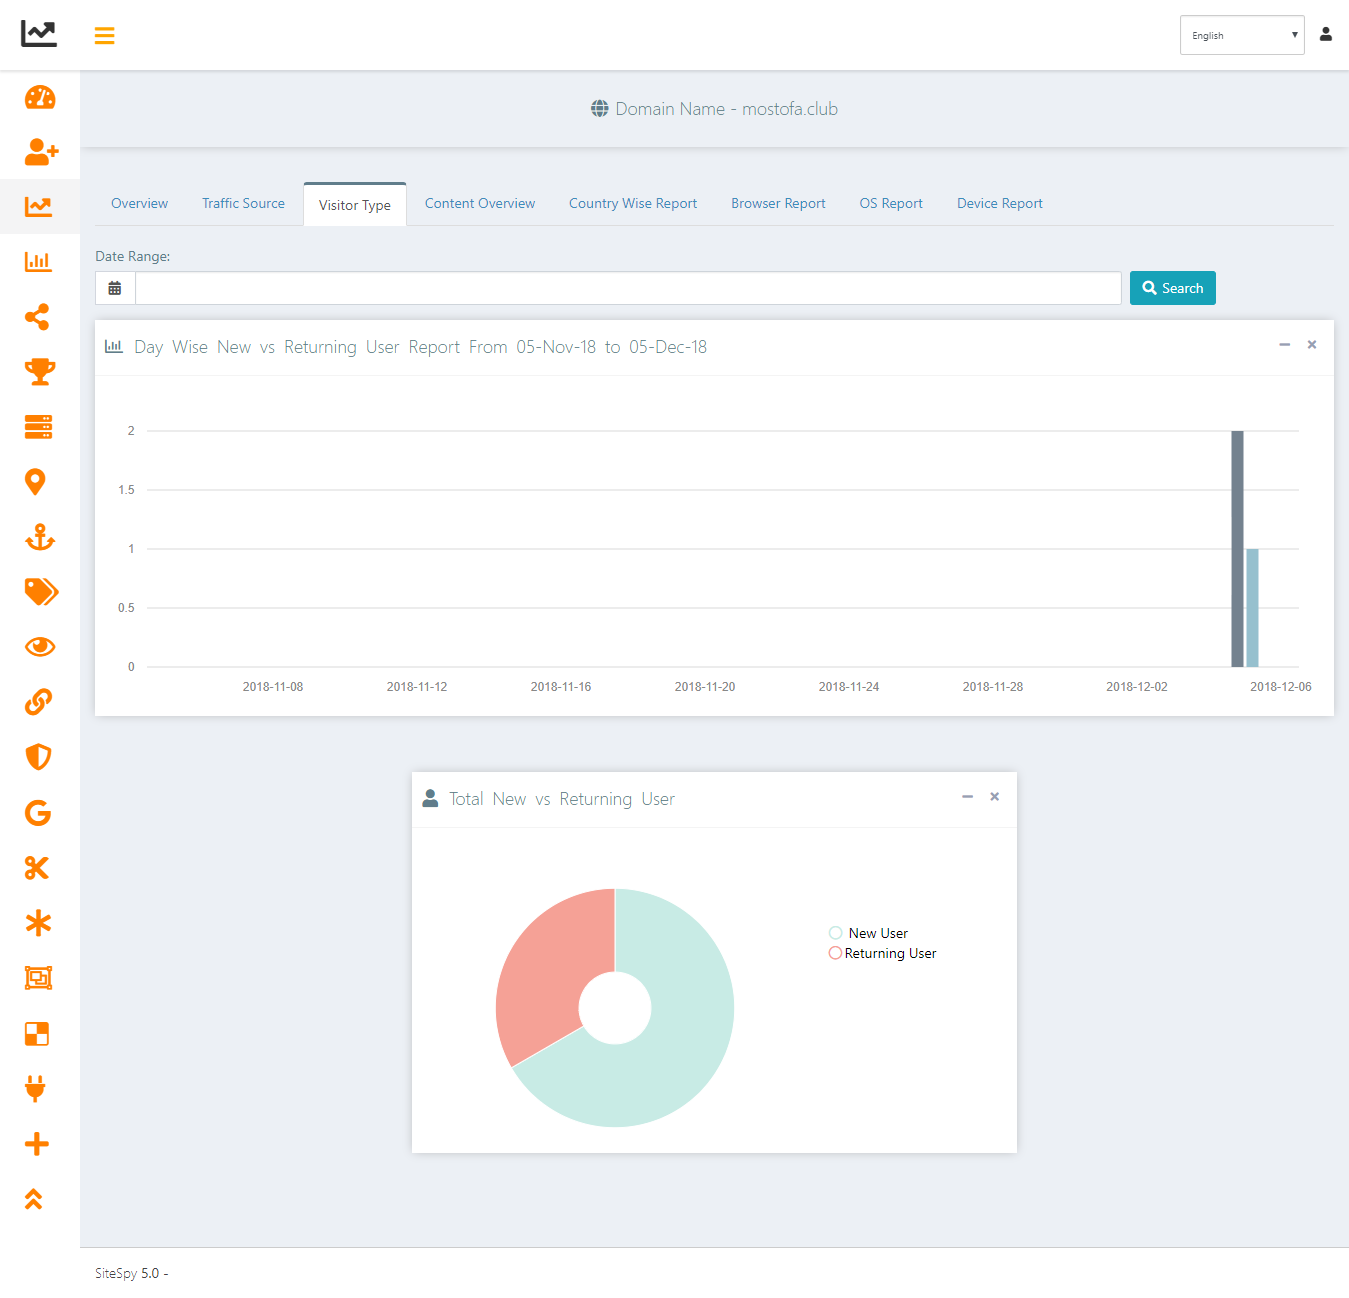 English
Domain Name - mostofa.club
Overview Traffic Source Visitor Type Content Overview Country Wise Report Browser Report OS Report Device Report
Date Range:
Search
Day Wise New vs Returning User Report From 05-Nov-18 to 05-Dec-18
2
1.5
1
0.5
0
2018-11-08 2018-11-12 2018-11-16 2018-11-20 2018-11-24 2018-11-28 2018-12-02 2018-12-06
Total New vs Returning User
New User
Returning User
SiteSpy 5.0 -